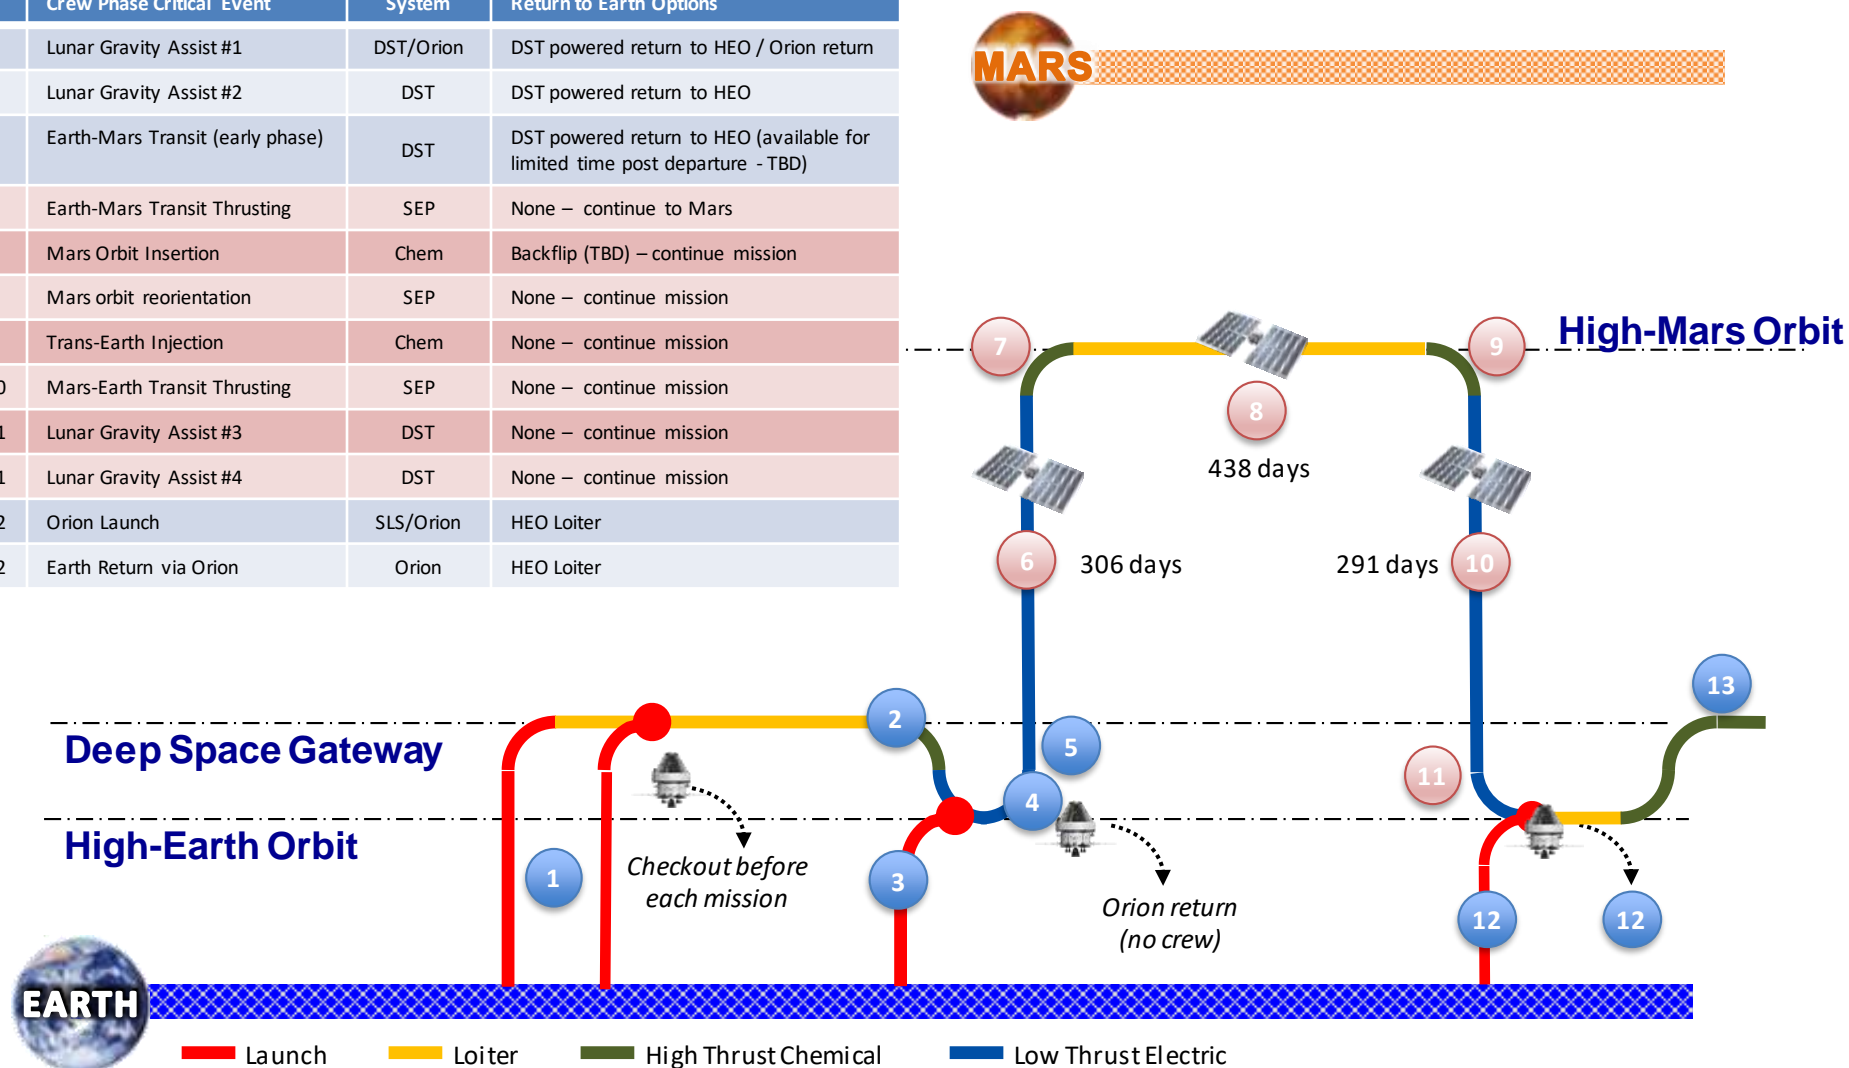 Crew Phase Critical Event System Return to Earth Options
Lunar Gravity Assist #1 DST/Orion DST powered return to HEO / Orion return
Lunar Gravity Assist #2 DST DST powered return to HEO
Earth-Mars Transit (early phase) DST DST powered return to HEO (available for
limited time post departure - TBD)
Earth-Mars Transit Thrusting SEP None – continue to Mars
Mars Orbit Insertion Chem Backflip (TBD) – continue mission
Mars orbit reorientation SEP None – continue mission
Trans-Earth Injection Chem None – continue mission
0 Mars-Earth Transit Thrusting SEP None – continue mission
1 Lunar Gravity Assist #3 DST None – continue mission
1 Lunar Gravity Assist #4 DST None – continue mission
2 Orion Launch SLS/Orion HEO Loiter
2 Earth Return via Orion Orion HEO Loiter
MARS
High-Mars Orbit
7
9
8
438 days
6
306 days
291 days
10
13
2
5
Deep Space Gateway
11
4
High-Earth Orbit
1
Checkout before
each mission
3
Orion return
(no crew)
12
12
EARTH
Launch
Loiter
High Thrust Chemical
Low Thrust Electric